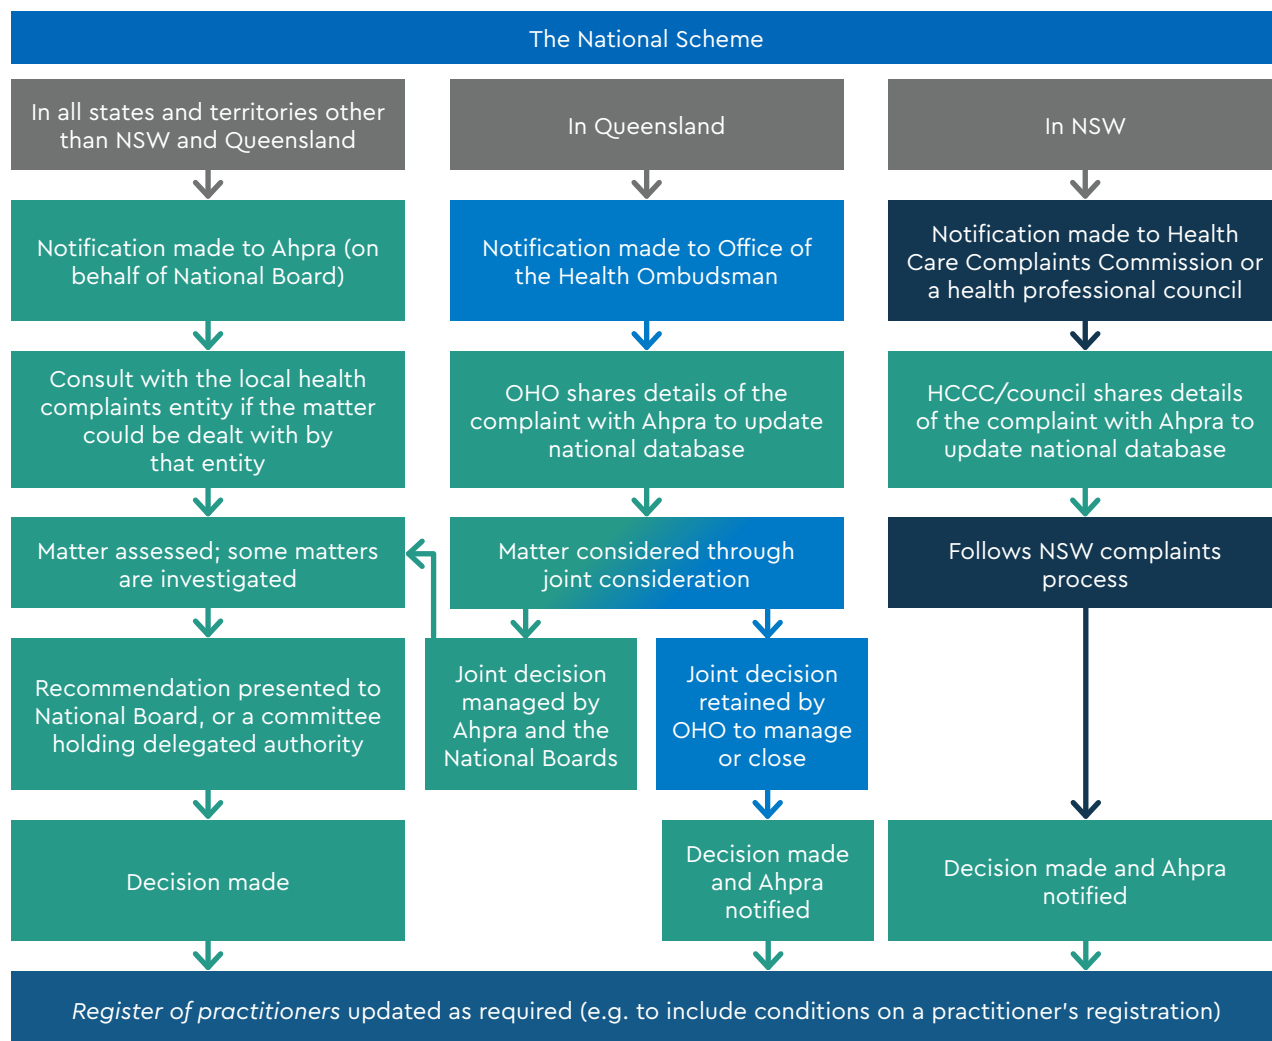 The National Scheme
In all states and territories other
than NSW and Queensland
In Queensland
In NSW
Notification made to Ahpra (on
behalf of National Board)
Notification made to Office of
the Health Ombudsman
Notification made to Health
Care Complaints Commission or
a health professional council
Consult with the local health
complaints entity if the matter
could be dealt with by
that entity
OHO shares details of the
complaint with Ahpra to update
national database
HCCC/council shares details
of the complaint with Ahpra to
update national database
Matter assessed; some matters
are investigated
Matter considered through
joint consideration
Follows NSW complaints
process
Recommendation presented to
National Board, or a committee
holding delegated authority
Joint decision
managed by
Ahpra and the
National Boards
Joint decision
retained by
OHO to manage
or close
Decision made
Decision made
and Ahpra
notified
Decision made and Ahpra
notified
Register of practitioners updated as required (e.g. to include conditions on a practitioner's registration)